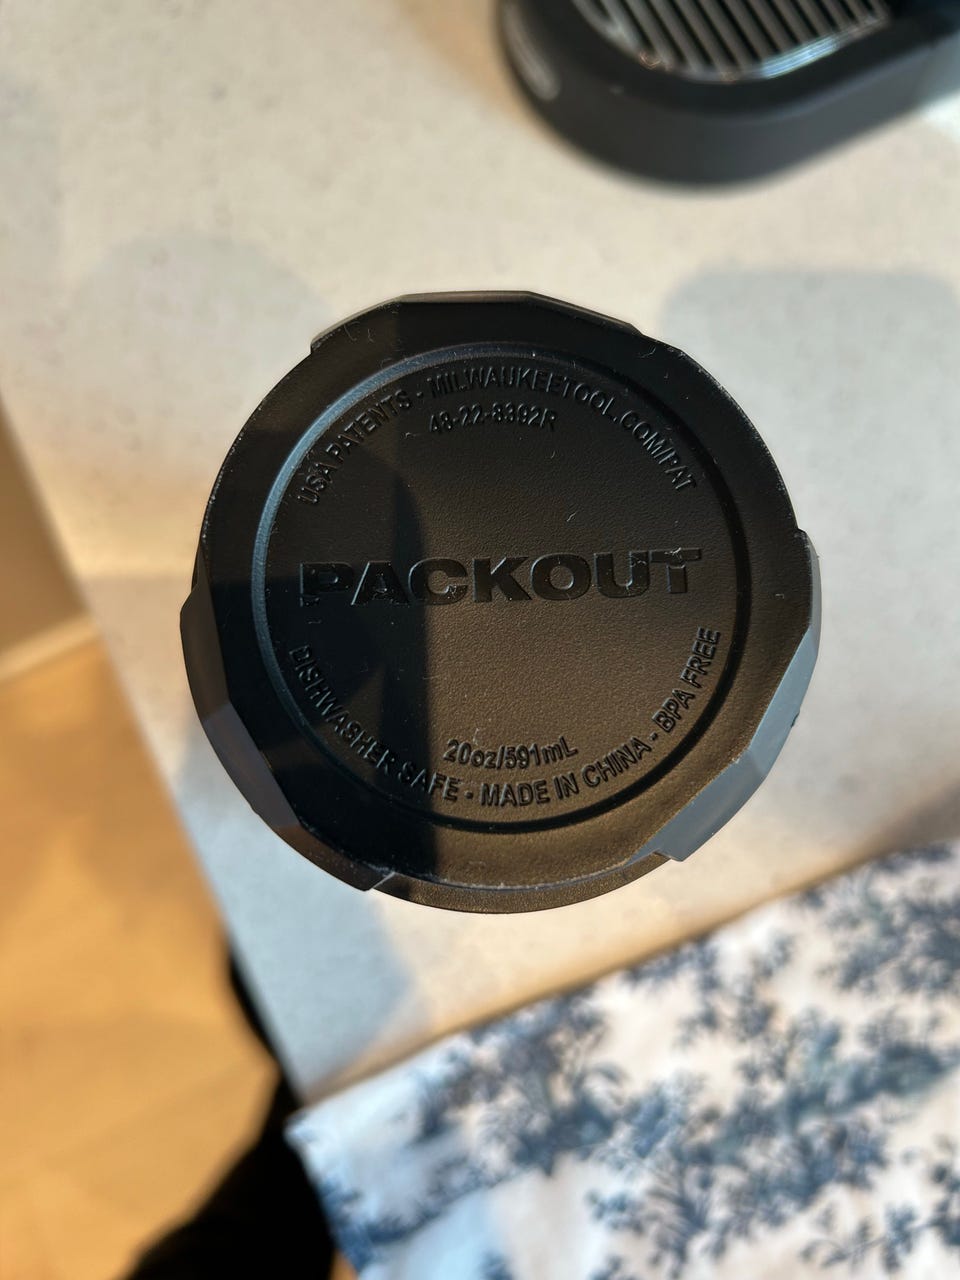 USA PATENTS - MILWAUKEETOOL.COM/PAT
48-22-8392R
PACKOUT
20oz/591mL
DISHWASHER SAFE - MADE IN CHINA - BPA FREE